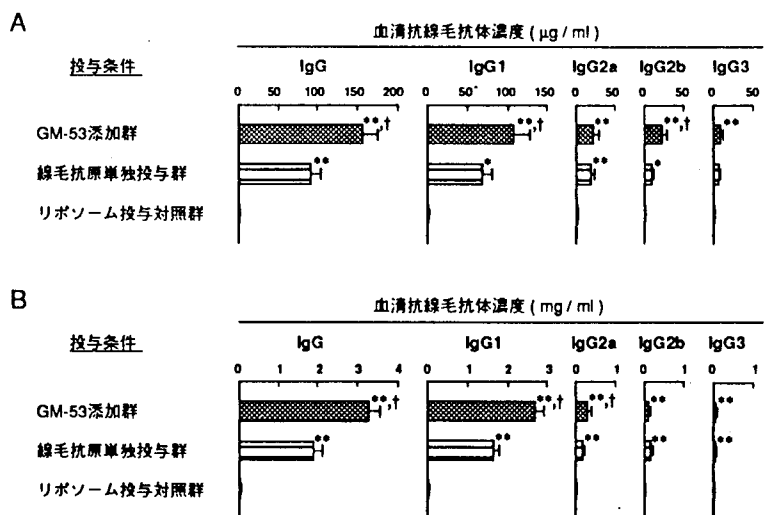 A
血清抗線毛抗体濃度 ( μg / ml )
投与条件 IgG IgG1 IgG2a IgG2b IgG3
0 50 100 150 200 0 50 100 150 0 50 0 50 0 50
GM-53添加群 **,† **,† ** **,† **
線毛抗原単独投与群 ** * ** *
リポソーム投与対照群
B
血清抗線毛抗体濃度 ( mg / ml )
投与条件 IgG IgG1 IgG2a IgG2b IgG3
0 1 2 3 4 0 1 2 3 0 1 0 1 0 1
GM-53添加群 **,† **,† **,† ** **
線毛抗原単独投与群 ** ** ** ** **
リポソーム投与対照群